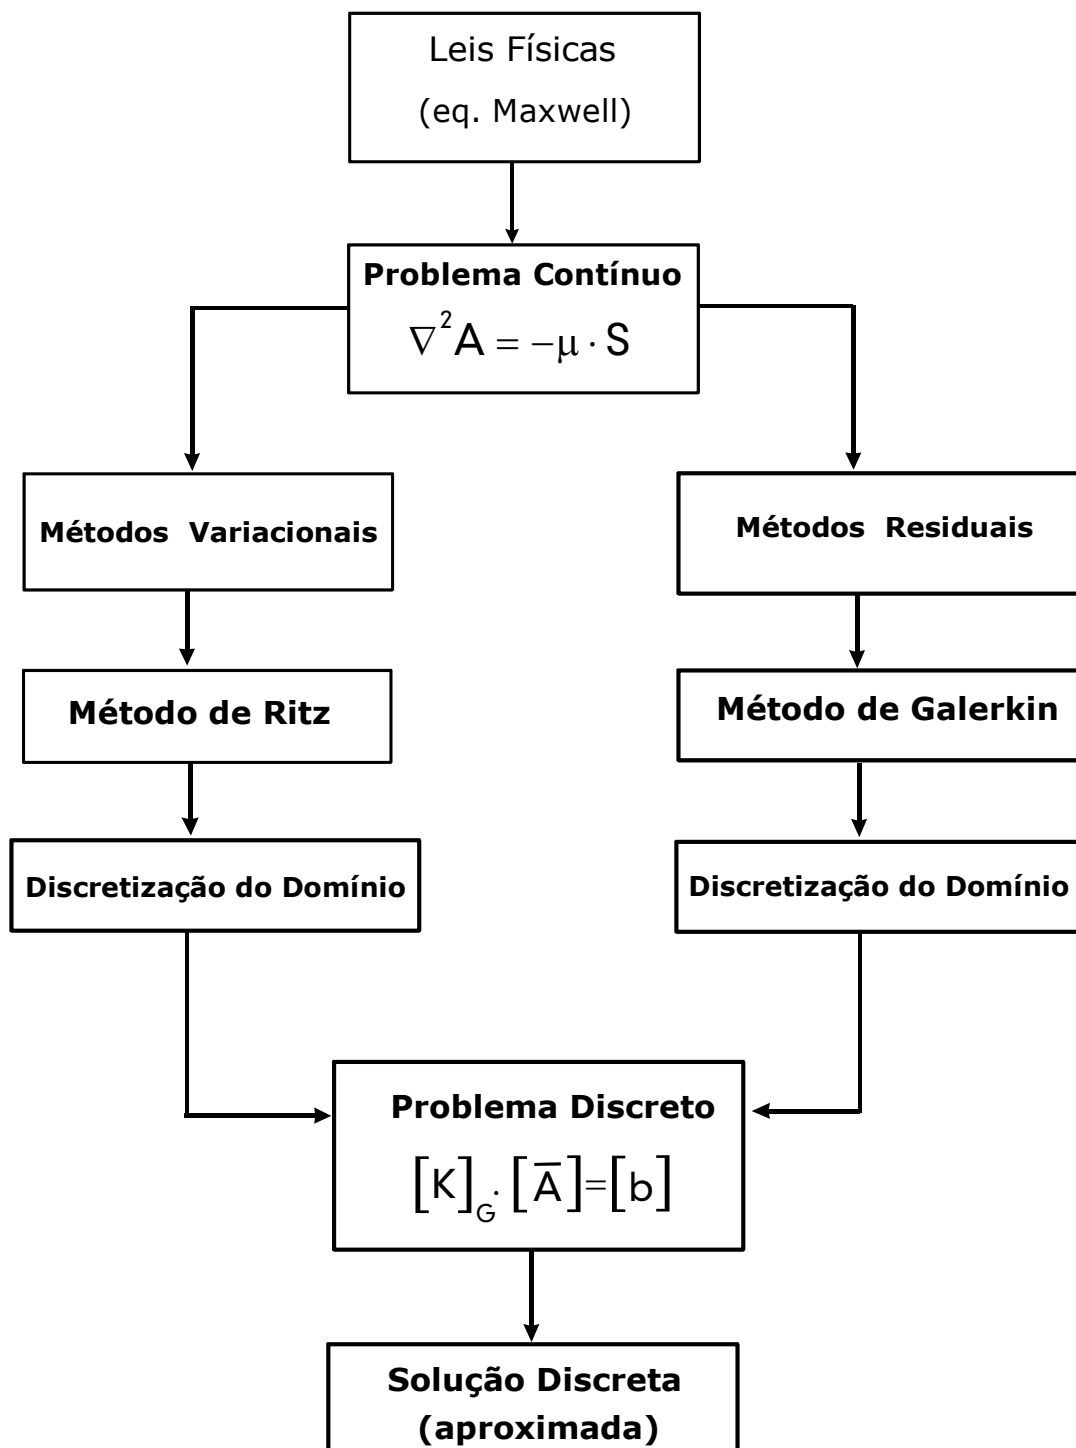 Leis Físicas
(eq. Maxwell)
Problema Contínuo
∇²A = −μ · S
Métodos Variacionais
Métodos Residuais
Método de Ritz
Método de Galerkin
Discretização do Domínio
Discretização do Domínio
Problema Discreto
[K]_G · [A̅] = [b]
Solução Discreta
(aproximada)